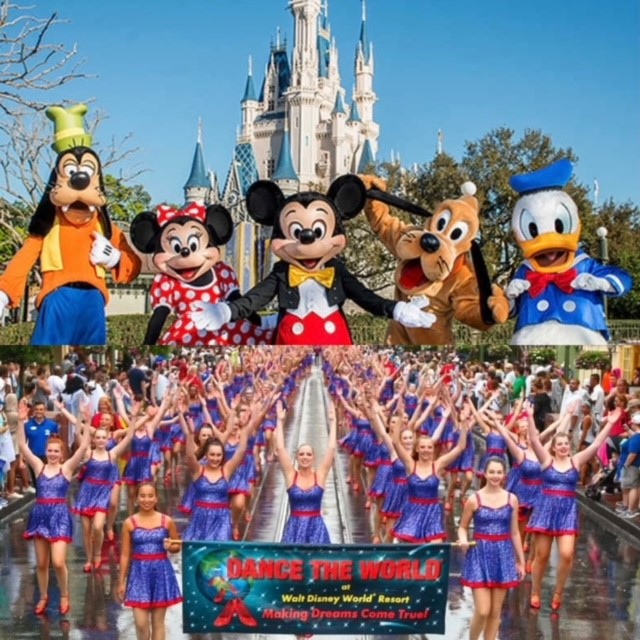 DANCE THE WORLD
at
Walt Disney World® Resort
Making Dreams Come True!